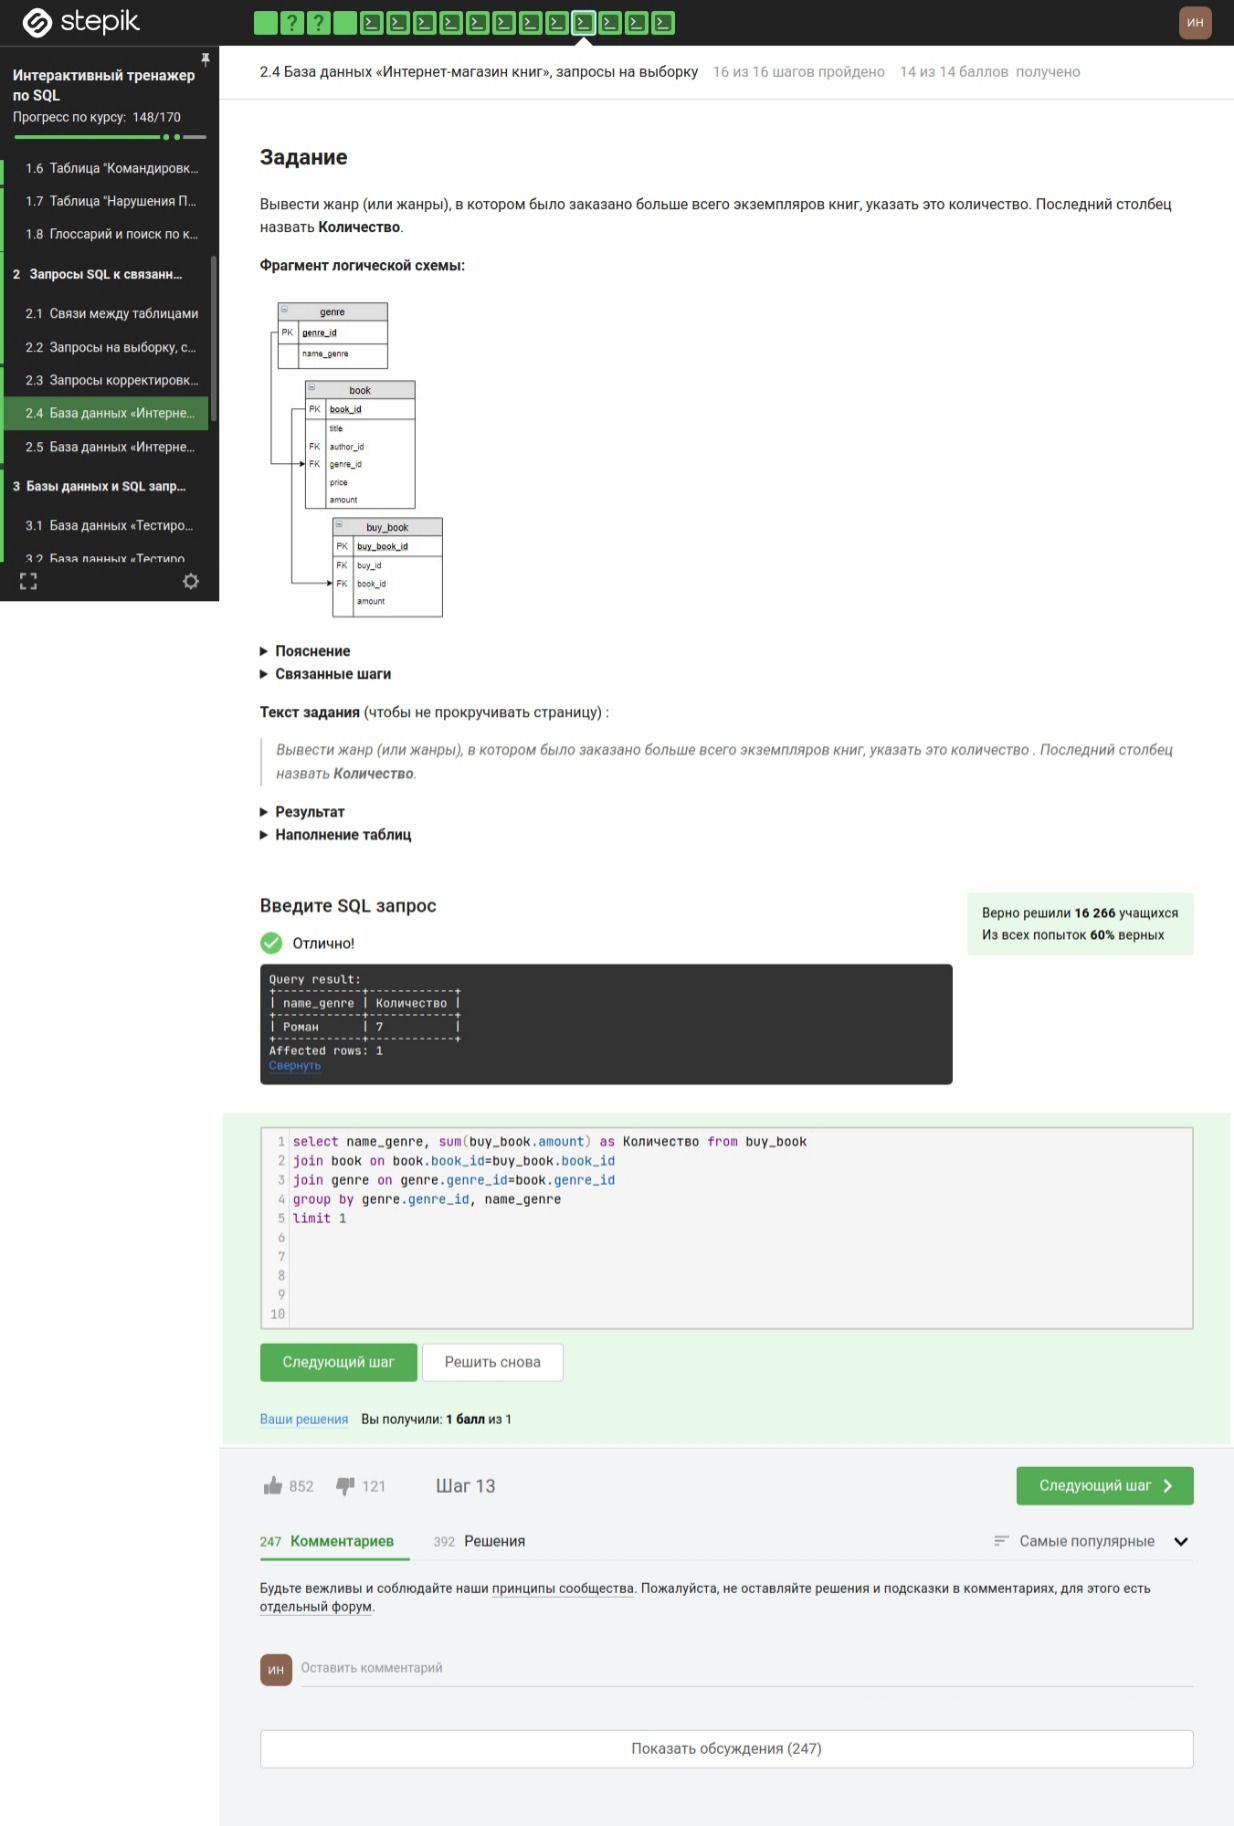 stepik
? ?
ИН
Интерактивный тренажер
по SQL
Прогресс по курсу: 148/170
1.6 Таблица "Командировк...
1.7 Таблица "Нарушения П...
1.8 Глоссарий и поиск по к...
2 Запросы SQL к связанн...
2.1 Связи между таблицами
2.2 Запросы на выборку, с...
2.3 Запросы корректировк...
2.4 База данных «Интерне...
2.5 База данных «Интерне...
3 Базы данных и SQL запр...
3.1 База данных «Тестиро...
3.2 База данных «Тестиро
2.4 База данных «Интернет-магазин книг», запросы на выборку 16 из 16 шагов пройдено 14 из 14 баллов получено
Задание
Вывести жанр (или жанры), в котором было заказано больше всего экземпляров книг, указать это количество. Последний столбец
назвать Количество.
Фрагмент логической схемы:
genre
PK genre_id
name_genre
book
PK book_id
title
FK author_id
FK genre_id
price
amount
buy_book
PK buy_book_id
FK buy_id
FK book_id
amount
Пояснение
Связанные шаги
Текст задания (чтобы не прокручивать страницу) :
Вывести жанр (или жанры), в котором было заказано больше всего экземпляров книг, указать это количество . Последний столбец
назвать Количество.
Результат
Наполнение таблиц
Введите SQL запрос
Отлично!
Верно решили 16 266 учащихся
Из всех попыток 60% верных
Query result:
+------------+------------+
| name_genre | Количество |
+------------+------------+
| Роман | 7 |
+------------+------------+
Affected rows: 1
Свернуть
1 select name_genre, sum(buy_book.amount) as Количество from buy_book
2 join book on book.book_id=buy_book.book_id
3 join genre on genre.genre_id=book.genre_id
4 group by genre.genre_id, name_genre
5 limit 1
6
7
8
9
10
Следующий шаг Решить снова
Ваши решения Вы получили: 1 балл из 1
852 121 Шаг 13
Следующий шаг
247 Комментариев 392 Решения Самые популярные
Будьте вежливы и соблюдайте наши принципы сообщества. Пожалуйста, не оставляйте решения и подсказки в комментариях, для этого есть
отдельный форум.
ИН Оставить комментарий
Показать обсуждения (247)